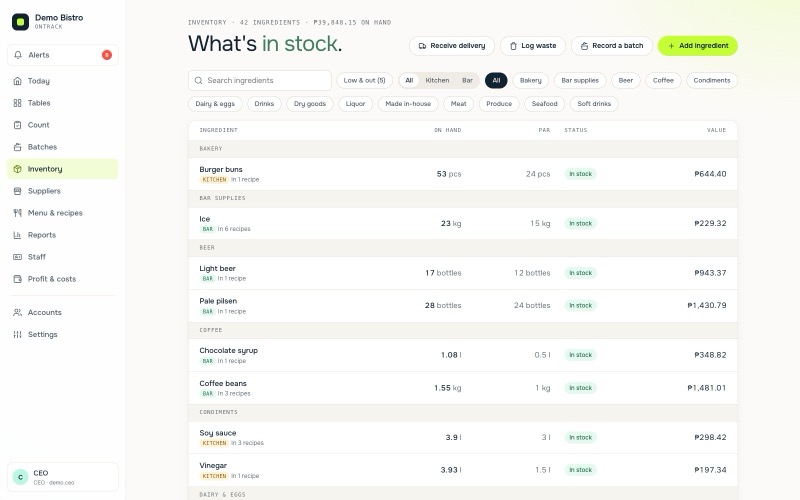 Demo Bistro
ONTRACK
Alerts
Today
Tables
Count
Batches
Inventory
Suppliers
Menu & recipes
Reports
Staff
Profit & costs
Accounts
Settings
C
CEO
CEO · demo.ceo
INVENTORY · 42 INGREDIENTS · ₱39,848.15 ON HAND
What's in stock.
Receive delivery
Log waste
Record a batch
+ Add ingredient
Search ingredients
Low & out (5)
All Kitchen Bar
All
Bakery
Bar supplies
Beer
Coffee
Condiments
Dairy & eggs
Drinks
Dry goods
Liquor
Made in-house
Meat
Produce
Seafood
Soft drinks
INGREDIENT ON HAND PAR STATUS VALUE
BAKERY
Burger buns 53 pcs 24 pcs In stock ₱644.40
KITCHEN In 1 recipe
BAR SUPPLIES
Ice 23 kg 15 kg In stock ₱229.32
BAR In 6 recipes
BEER
Light beer 17 bottles 12 bottles In stock ₱943.37
BAR In 1 recipe
Pale pilsen 28 bottles 24 bottles In stock ₱1,430.79
BAR In 1 recipe
COFFEE
Chocolate syrup 1.08 l 0.5 l In stock ₱348.82
BAR In 1 recipe
Coffee beans 1.55 kg 1 kg In stock ₱1,481.01
BAR In 3 recipes
CONDIMENTS
Soy sauce 3.9 l 3 l In stock ₱298.42
KITCHEN In 3 recipes
Vinegar 3.93 l 1.5 l In stock ₱197.34
KITCHEN In 1 recipe
DAIRY & EGGS